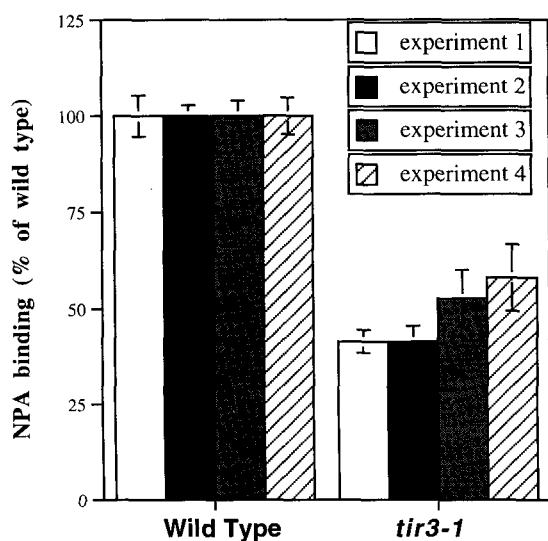 125
100
75
50
25
0
NPA binding (% of wild type)
experiment 1
experiment 2
experiment 3
experiment 4
Wild Type
tir3-1